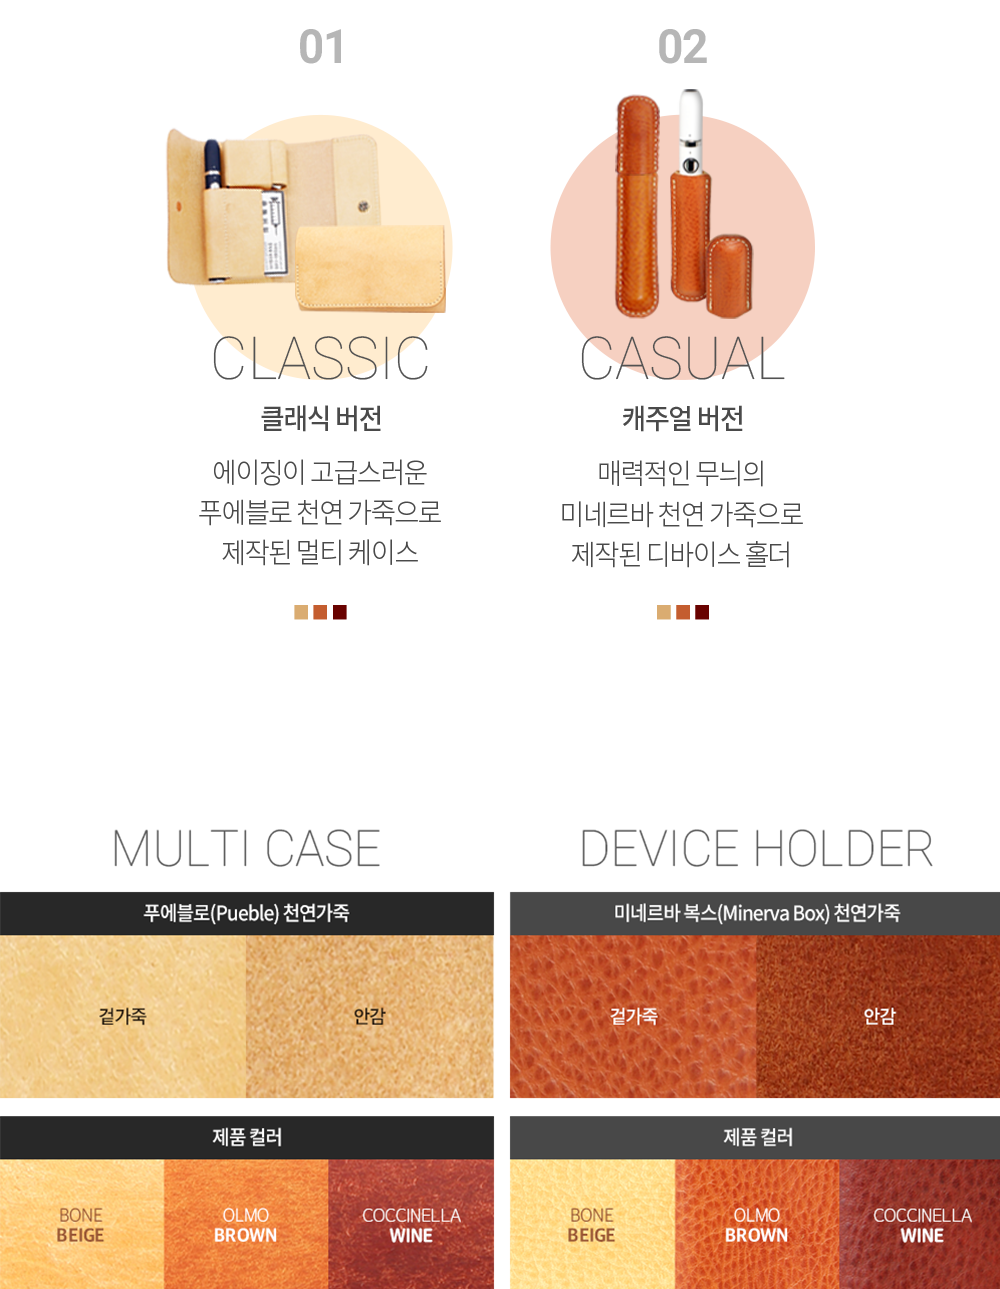 01
CLASSIC
클래식 버전
에이징이 고급스러운
푸에블로 천연 가죽으로
제작된 멀티 케이스
02
CASUAL
캐주얼 버전
매력적인 무늬의
미네르바 천연 가죽으로
제작된 디바이스 홀더
MULTI CASE
푸에블로(Pueble) 천연가죽
겉가죽
안감
제품 컬러
BONE
BEIGE
OLMO
BROWN
COCCINELLA
WINE
DEVICE HOLDER
미네르바 복스(Minerva Box) 천연가죽
겉가죽
안감
제품 컬러
BONE
BEIGE
OLMO
BROWN
COCCINELLA
WINE